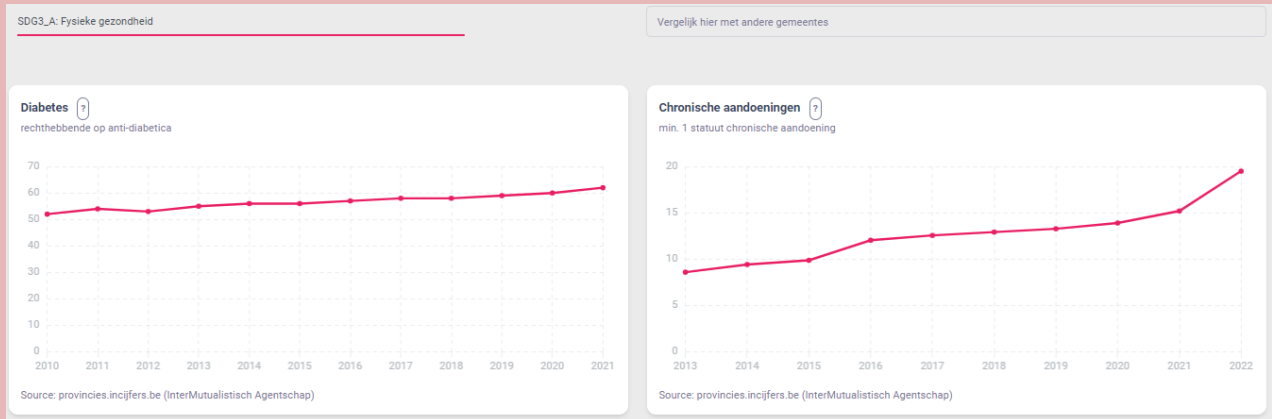 SDG3_A: Fysieke gezondheid
Vergelijk hier met andere gemeentes
Diabetes ?
rechthebbende op anti-diabetica
70
60
50
40
30
20
10
0
2010 2011 2012 2013 2014 2015 2016 2017 2018 2019 2020 2021
Source: provincies.incijfers.be (InterMutualistisch Agentschap)
Chronische aandoeningen ?
min. 1 statuut chronische aandoening
20
15
10
5
0
2013 2014 2015 2016 2017 2018 2019 2020 2021 2022
Source: provincies.incijfers.be (InterMutualistisch Agentschap)